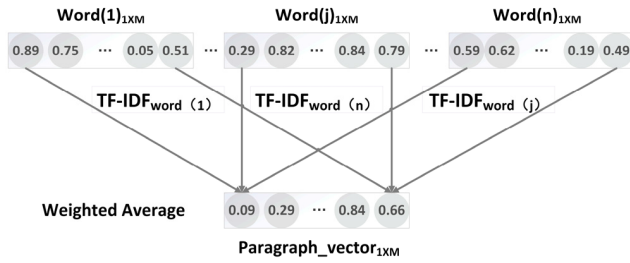 Word(1)1XM Word(j)1XM Word(n)1XM
0.89 0.75 ... 0.05 0.51 ... 0.29 0.82 ... 0.84 0.79 ... 0.59 0.62 ... 0.19 0.49
TF-IDFword（1） TF-IDFword（n） TF-IDFword（j）
Weighted Average 0.09 0.29 ... 0.84 0.66
Paragraph_vector1XM